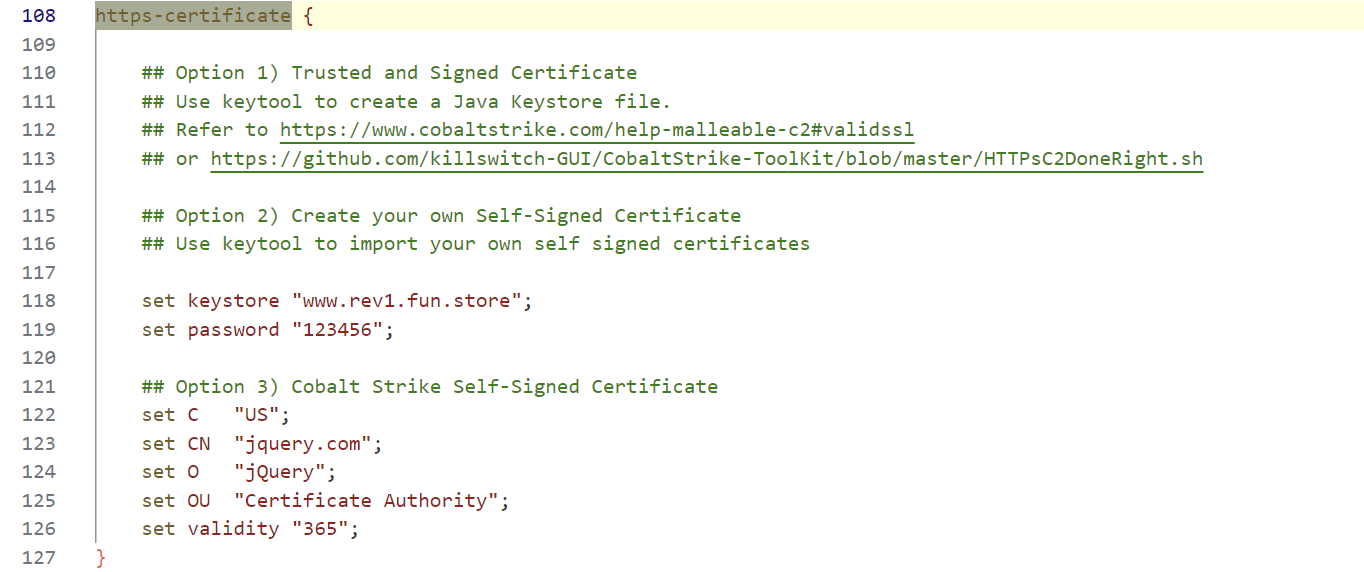 108 https-certificate {
109
110 ## Option 1) Trusted and Signed Certificate
111 ## Use keytool to create a Java Keystore file.
112 ## Refer to https://www.cobaltstrike.com/help-malleable-c2#validssl
113 ## or https://github.com/killswitch-GUI/CobaltStrike-ToolKit/blob/master/HTTPsC2DoneRight.sh
114
115 ## Option 2) Create your own Self-Signed Certificate
116 ## Use keytool to import your own self signed certificates
117
118 set keystore "www.rev1.fun.store";
119 set password "123456";
120
121 ## Option 3) Cobalt Strike Self-Signed Certificate
122 set C "US";
123 set CN "jquery.com";
124 set O "jQuery";
125 set OU "Certificate Authority";
126 set validity "365";
127 }